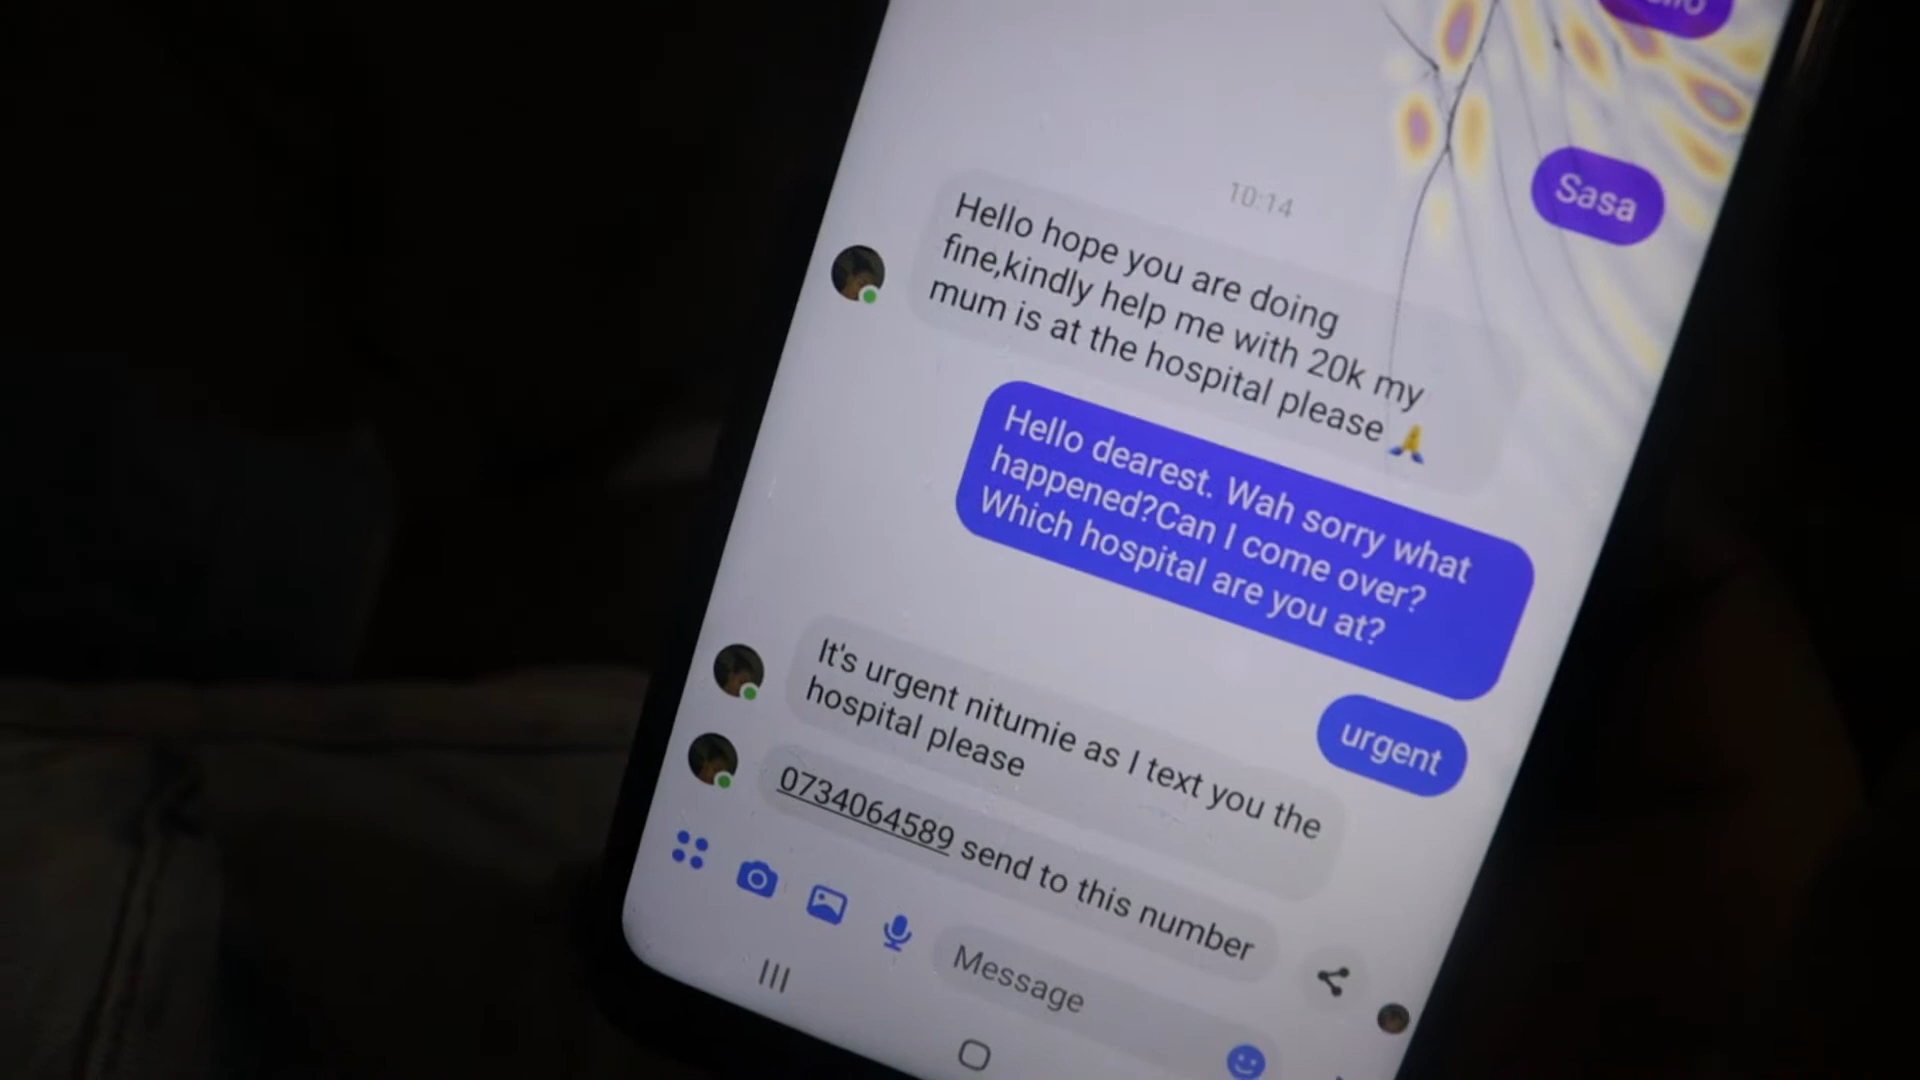 Sasa
10:14
Hello hope you are doing
fine,kindly help me with 20k my
mum is at the hospital please 🙏
Hello dearest. Wah sorry what
happened?Can I come over?
Which hospital are you at?
urgent
It's urgent nitumie as I text you the
hospital please
0734064589 send to this number
Message